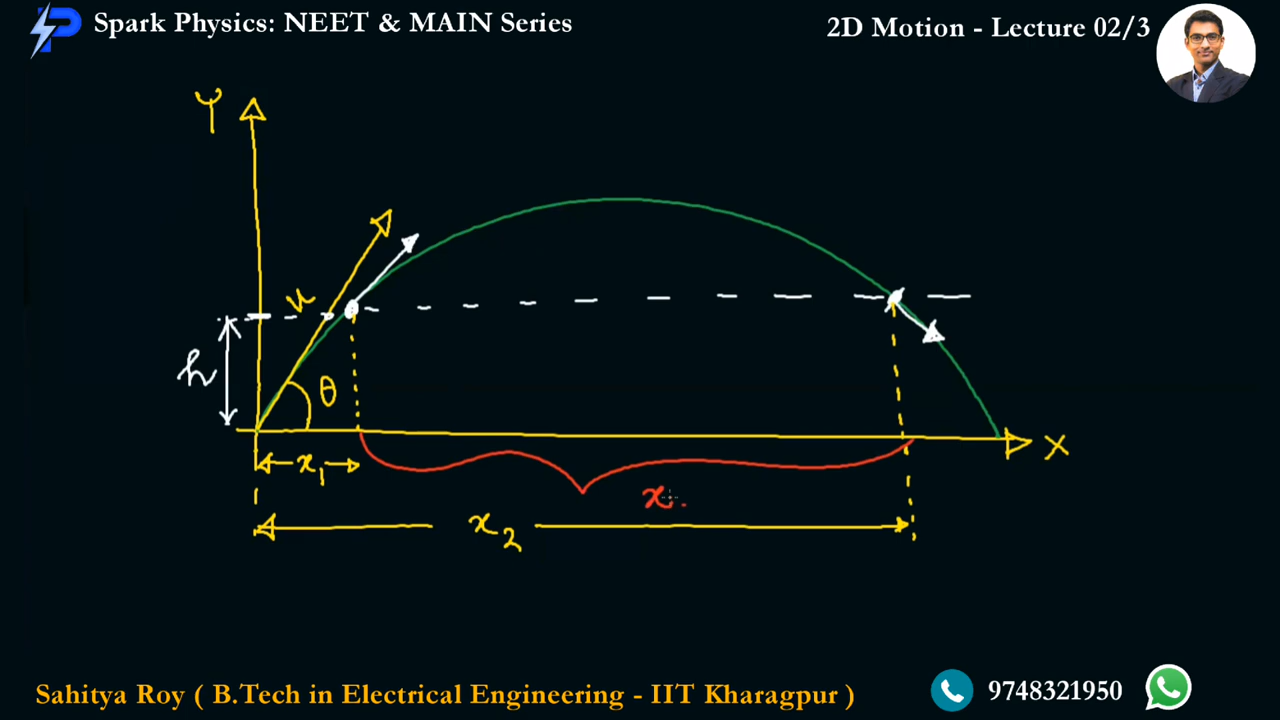 Spark Physics: NEET & MAIN Series
2D Motion - Lecture 02/3
Y
u
h
θ
X
x₁
x.
x₂
Sahitya Roy ( B.Tech in Electrical Engineering - IIT Kharagpur )
9748321950